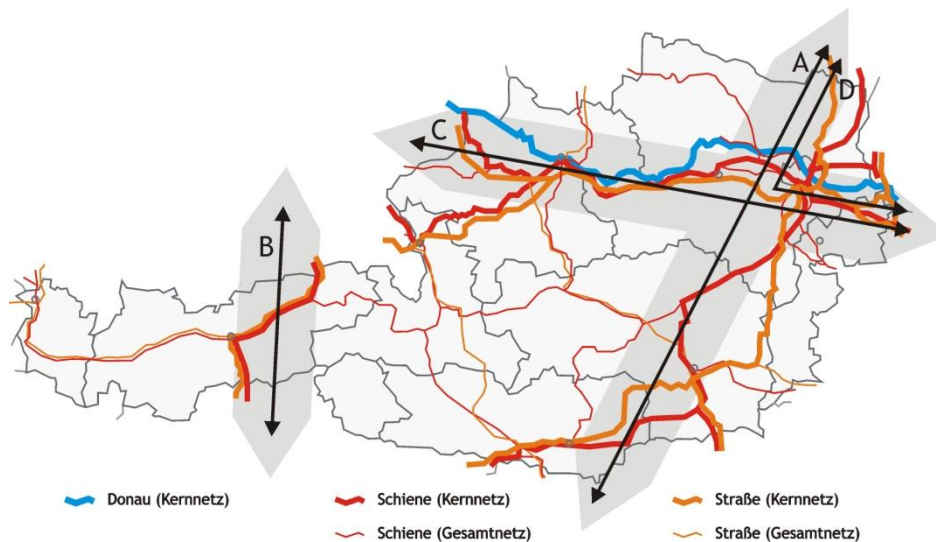 A
D
C
B
Donau (Kernnetz)
Schiene (Kernnetz)
Straße (Kernnetz)
Schiene (Gesamtnetz)
Straße (Gesamtnetz)